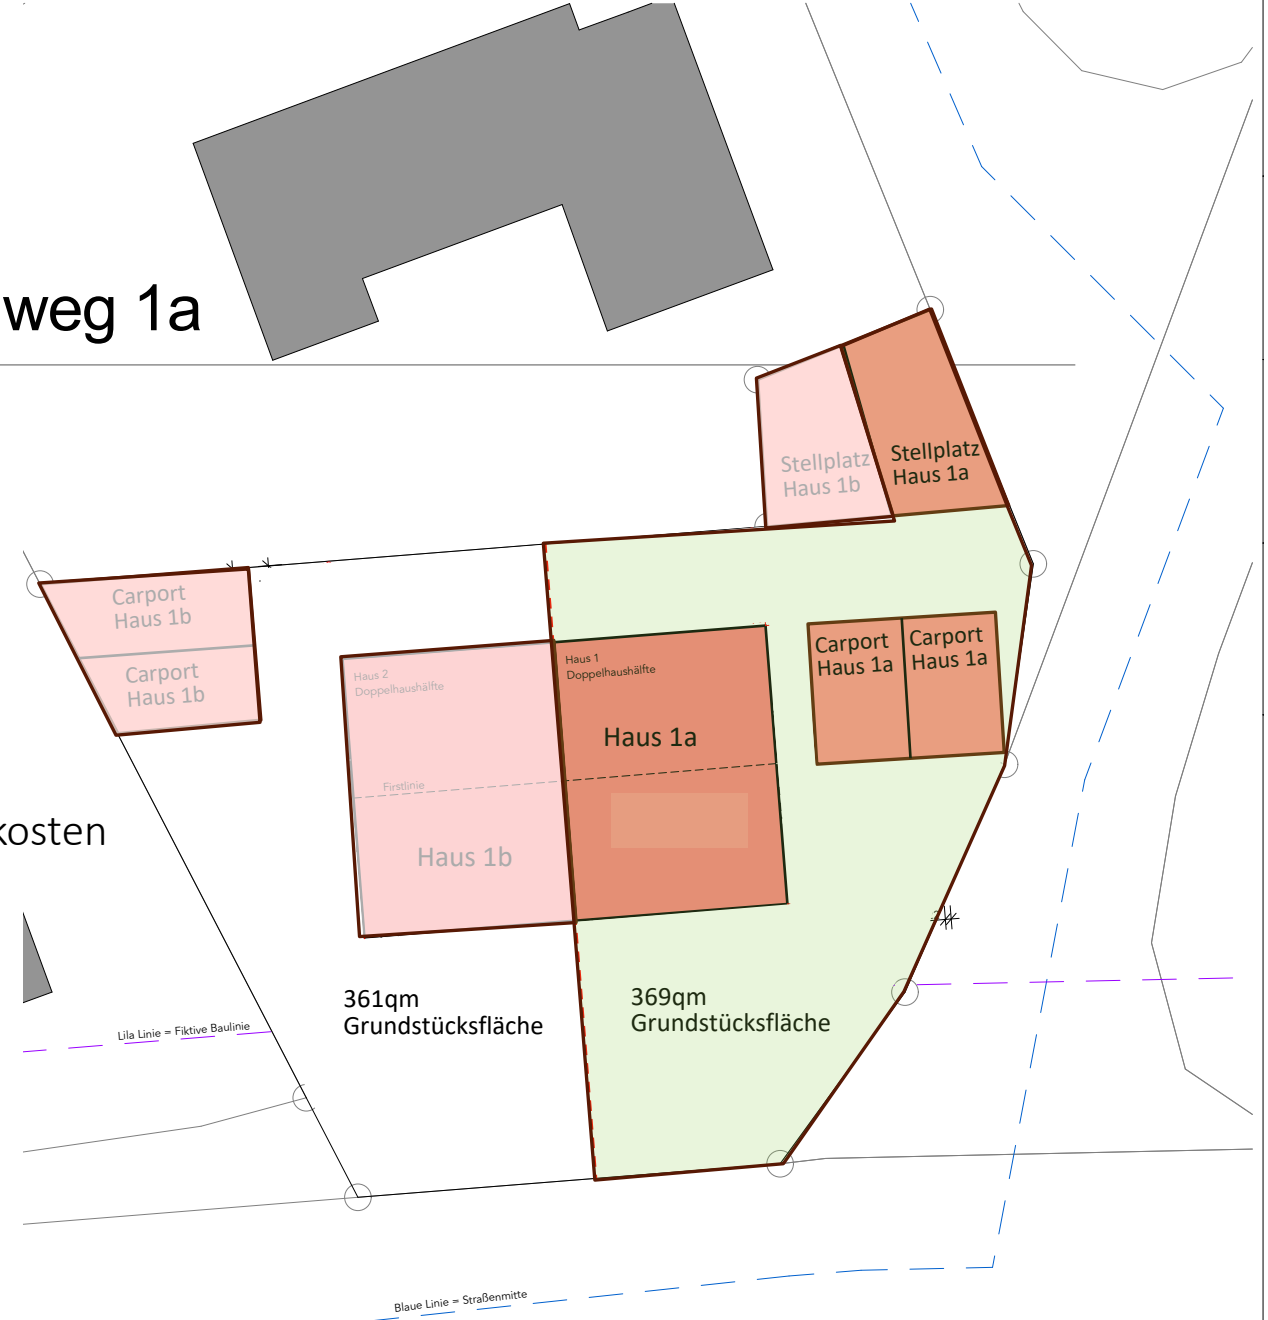 weg 1a
Stellplatz
Haus 1b
Stellplatz
Haus 1a
Carport
Haus 1b
Carport
Haus 1b
Carport
Haus 1a
Carport
Haus 1a
Haus 2
Doppelhaushälfte
Haus 1
Doppelhaushälfte
Haus 1a
Firstlinie
Haus 1b
kosten
361qm
Grundstücksfläche
369qm
Grundstücksfläche
Lila Linie = Fiktive Baulinie
Blaue Linie = Straßenmitte